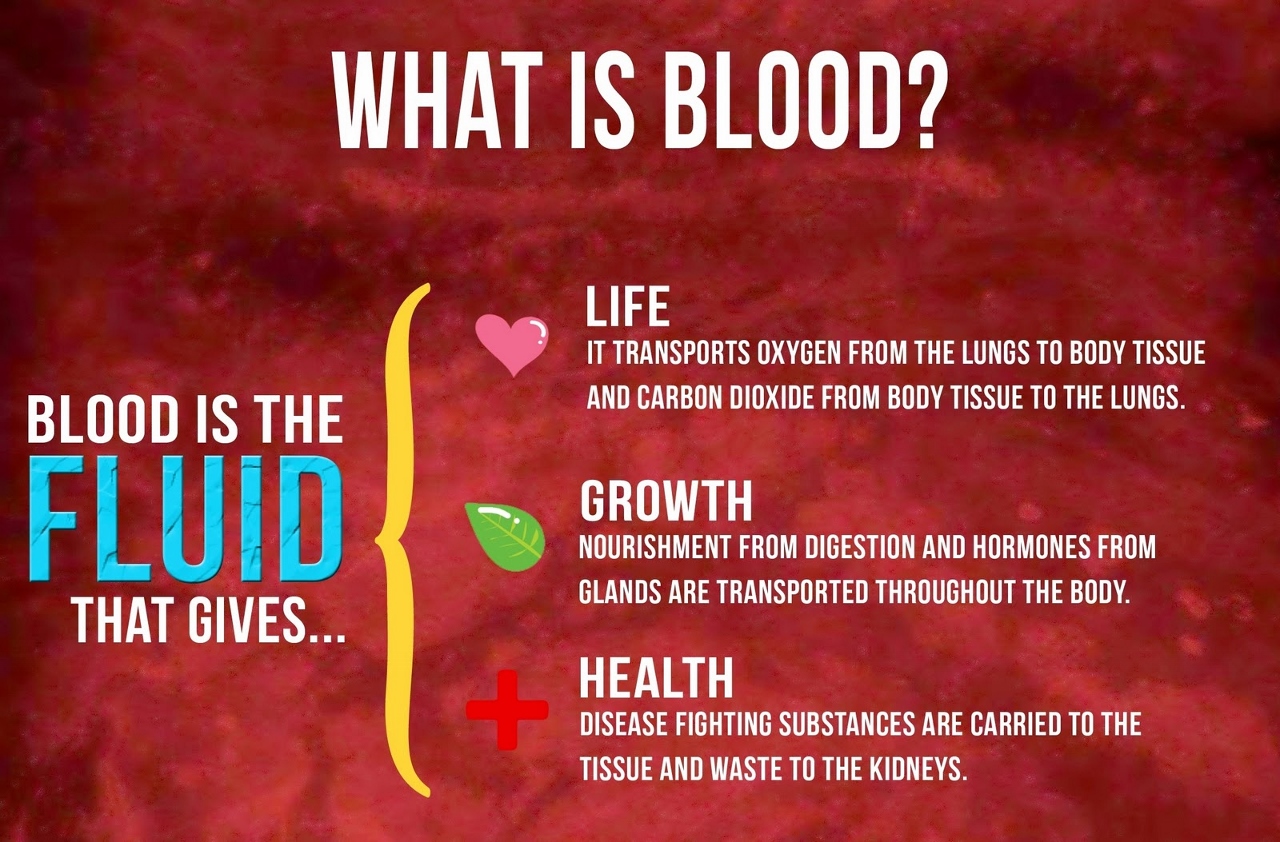 WHAT IS BLOOD?
BLOOD IS THE
FLUID
THAT GIVES...
LIFE
IT TRANSPORTS OXYGEN FROM THE LUNGS TO BODY TISSUE
AND CARBON DIOXIDE FROM BODY TISSUE TO THE LUNGS.
GROWTH
NOURISHMENT FROM DIGESTION AND HORMONES FROM
GLANDS ARE TRANSPORTED THROUGHOUT THE BODY.
HEALTH
DISEASE FIGHTING SUBSTANCES ARE CARRIED TO THE
TISSUE AND WASTE TO THE KIDNEYS.